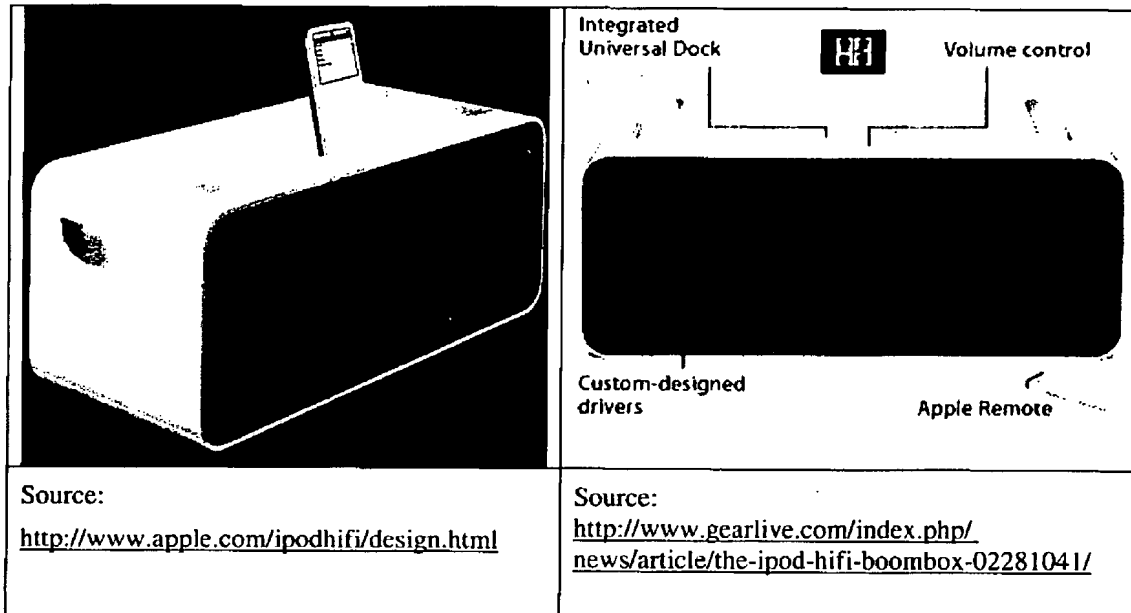 Integrated
Universal Dock
HiFi
Volume control
Custom-designed
drivers
Apple Remote
Source:
http://www.apple.com/ipodhifi/design.html
Source:
http://www.gearlive.com/index.php/
news/article/the-ipod-hifi-boombox-02281041/